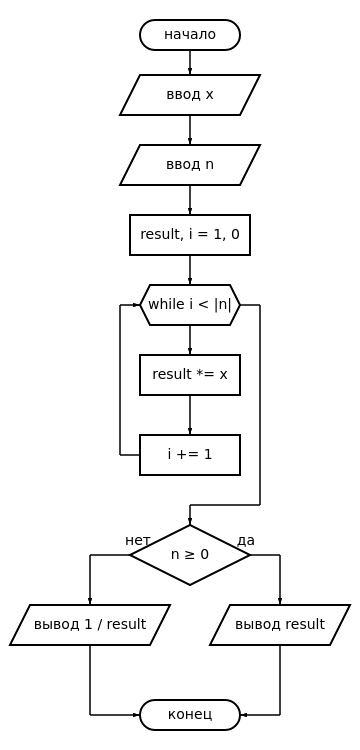 начало
ввод x
ввод n
result, i = 1, 0
while i < |n|
result *= x
i += 1
нет
да
n ≥ 0
вывод 1 / result
вывод result
конец